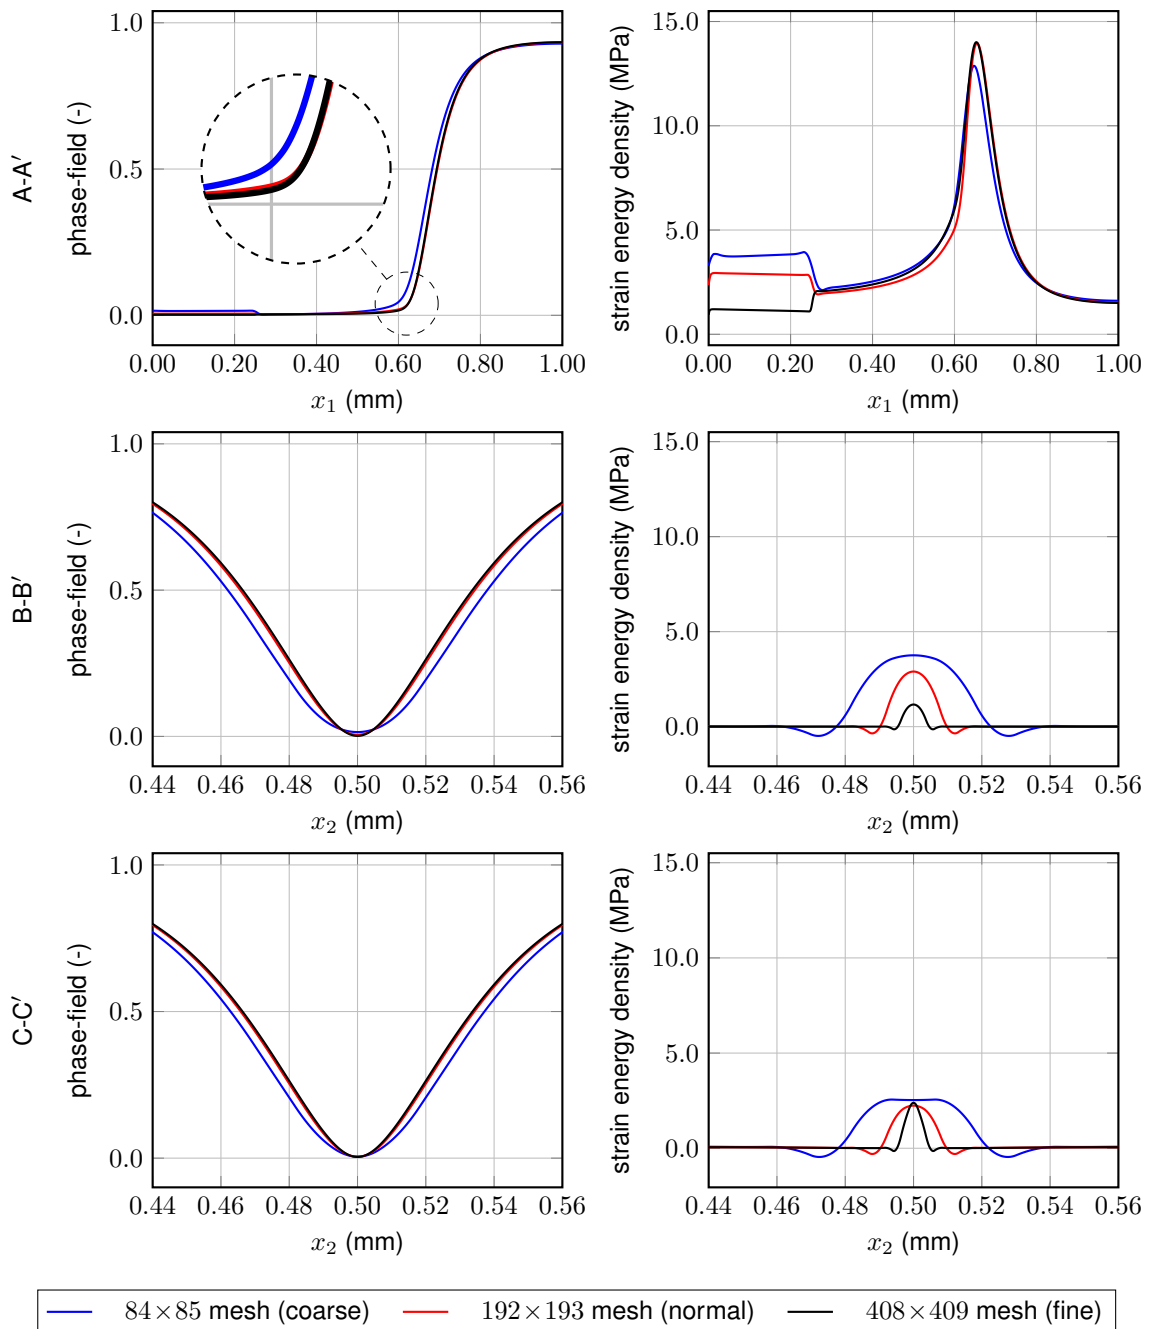 A-A′
phase-field (-)
1.0
0.5
0.0
0.00 0.20 0.40 0.60 0.80 1.00
x1 (mm)
strain energy density (MPa)
15.0
10.0
5.0
0.0
0.00 0.20 0.40 0.60 0.80 1.00
x1 (mm)
B-B′
phase-field (-)
1.0
0.5
0.0
0.44 0.46 0.48 0.50 0.52 0.54 0.56
x2 (mm)
strain energy density (MPa)
15.0
10.0
5.0
0.0
0.44 0.46 0.48 0.50 0.52 0.54 0.56
x2 (mm)
C-C′
phase-field (-)
1.0
0.5
0.0
0.44 0.46 0.48 0.50 0.52 0.54 0.56
x2 (mm)
strain energy density (MPa)
15.0
10.0
5.0
0.0
0.44 0.46 0.48 0.50 0.52 0.54 0.56
x2 (mm)
84×85 mesh (coarse) 192×193 mesh (normal) 408×409 mesh (fine)